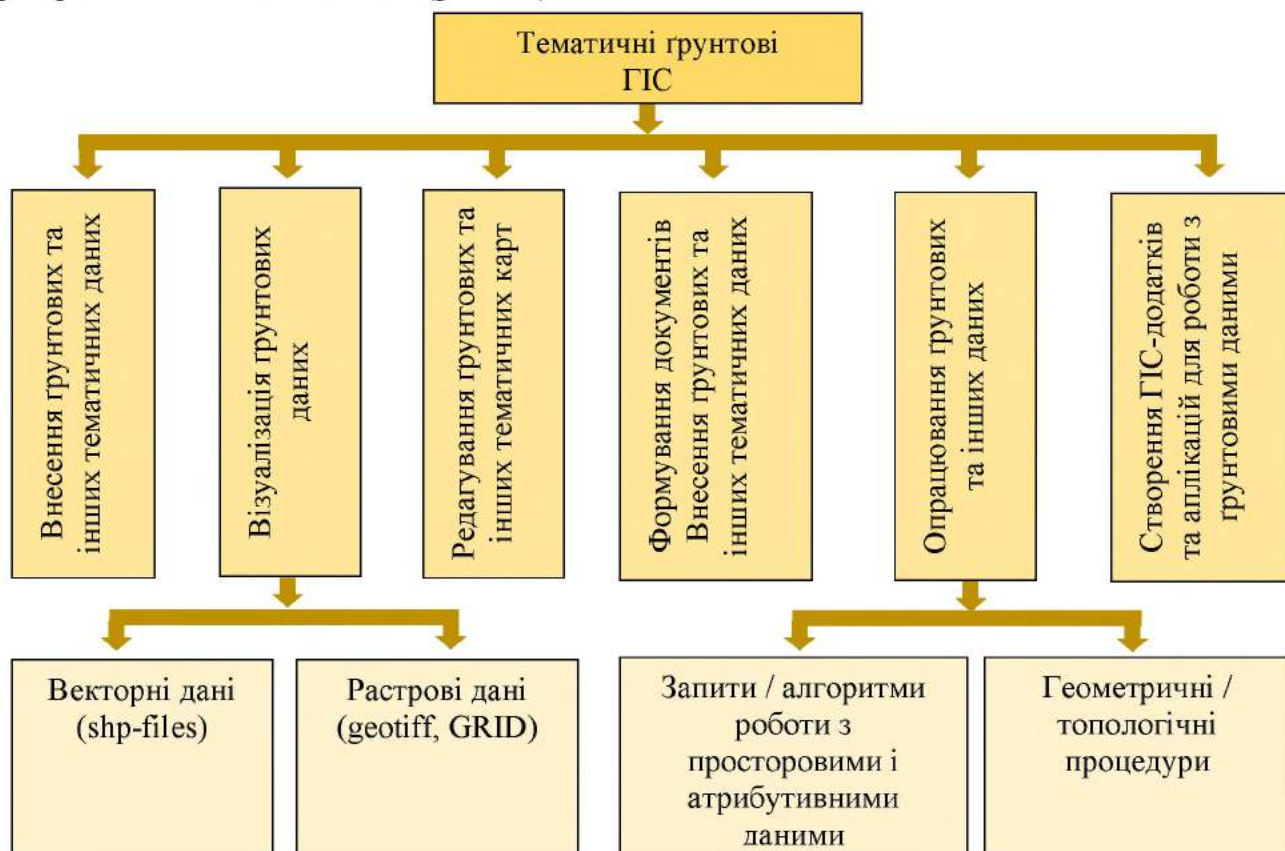 Тематичні ґрунтові
ГІС
Внесення ґрунтових та
інших тематичних даних
Візуалізація ґрунтових
даних
Редагування ґрунтових та
інших тематичних карт
Формування документів
Внесення ґрунтових та
інших тематичних даних
Опрацювання ґрунтових
та інших даних
Створення ГІС-додатків
та аплікацій для роботи з
ґрунтовими даними
Векторні дані
(shp-files)
Растрові дані
(geotiff, GRID)
Запити / алгоритми
роботи з
просторовими і
атрибутивними
даними
Геометричні /
топологічні
процедури